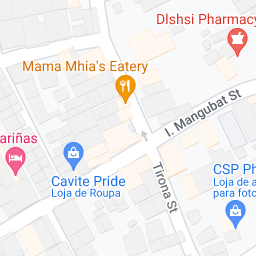 Dlshsi Pharmacy
Mama Mhia's Eatery
I. Mangubat St
ariñas
Cavite Pride
Loja de Roupa
Tirona St
CSP Ph
Loja de a
para foto